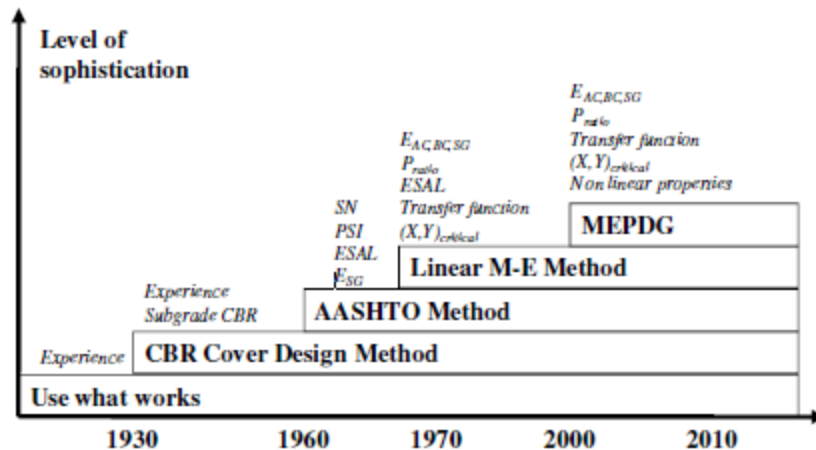 Level of
sophistication
E_AC,BC,SG
P_ratio
Transfer function
(X,Y)_critical
Non linear properties
MEPDG
E_AC,BC,SG
P_ratio
ESAL
Transfer function
(X,Y)_critical
Linear M-E Method
SN
PSI
ESAL
E_SG
AASHTO Method
Experience
Subgrade CBR
CBR Cover Design Method
Experience
Use what works
1930 1960 1970 2000 2010